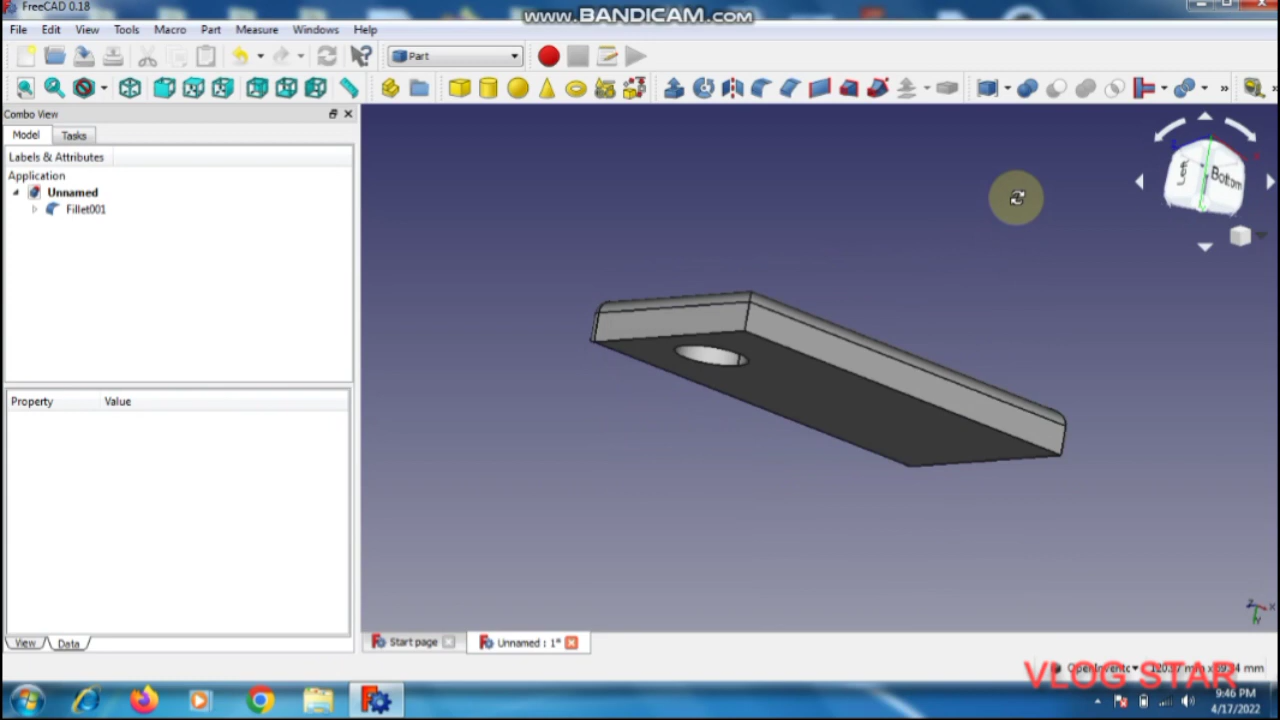 FreeCAD 0.18
www.BANDICAM.com
File Edit View Tools Macro Part Measure Windows Help
Part
Combo View
Model Tasks
Labels & Attributes
Application
Unnamed
Fillet001
Property Value
View Data
Left Bottom
Start page Unnamed : 1*
VLOG STAR
9:46 PM
4/17/2022